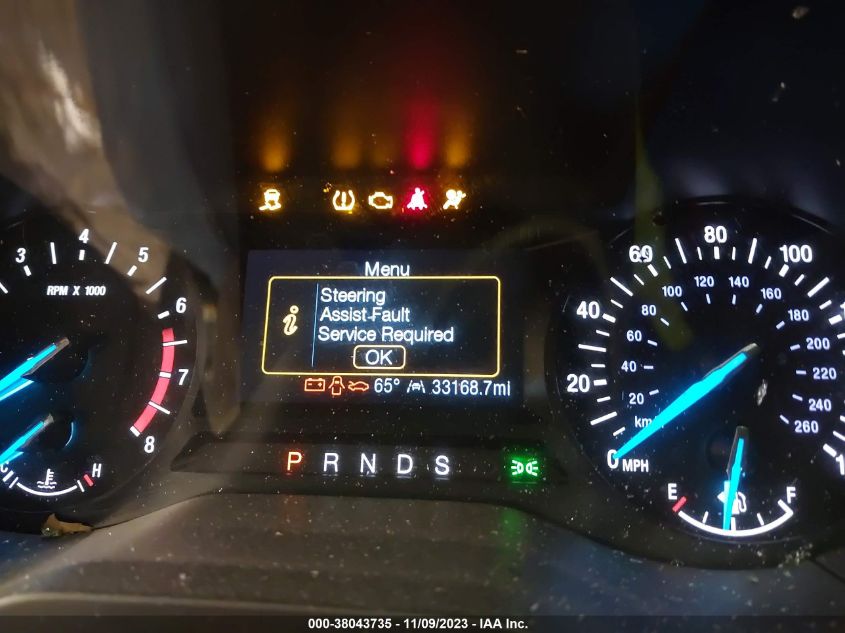 Menu
Steering
Assist Fault
Service Required
OK
65° 33168.7mi
P R N D S
3 4 5 6 7 8
RPM X 1000
H
0 20 40 60 80 100
MPH
20 40 60 80 100 120 140 160 180 200 220 240 260
km
E F
000-38043735 - 11/09/2023 - IAA Inc.